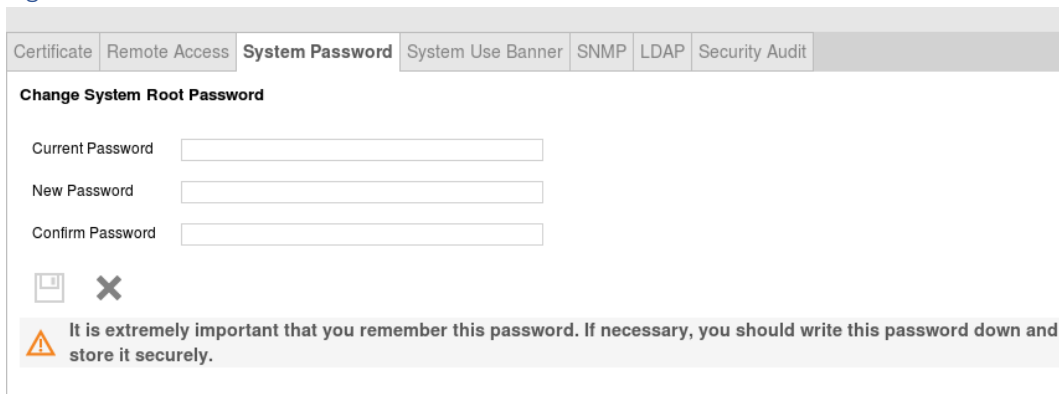 Certificate Remote Access System Password System Use Banner SNMP LDAP Security Audit
Change System Root Password
Current Password
New Password
Confirm Password
It is extremely important that you remember this password. If necessary, you should write this password down and
store it securely.